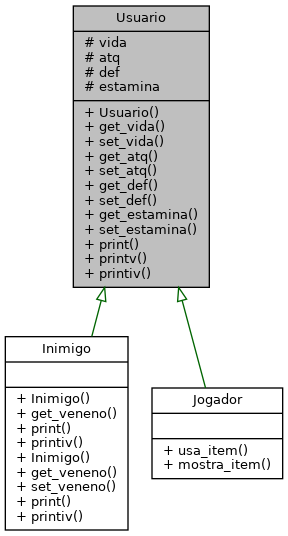 Usuario
# vida
# atq
# def
# estamina
+ Usuario()
+ get_vida()
+ set_vida()
+ get_atq()
+ set_atq()
+ get_def()
+ set_def()
+ get_estamina()
+ set_estamina()
+ print()
+ printv()
+ printiv()
Inimigo
+ Inimigo()
+ get_veneno()
+ print()
+ printiv()
+ Inimigo()
+ get_veneno()
+ set_veneno()
+ print()
+ printiv()
Jogador
+ usa_item()
+ mostra_item()